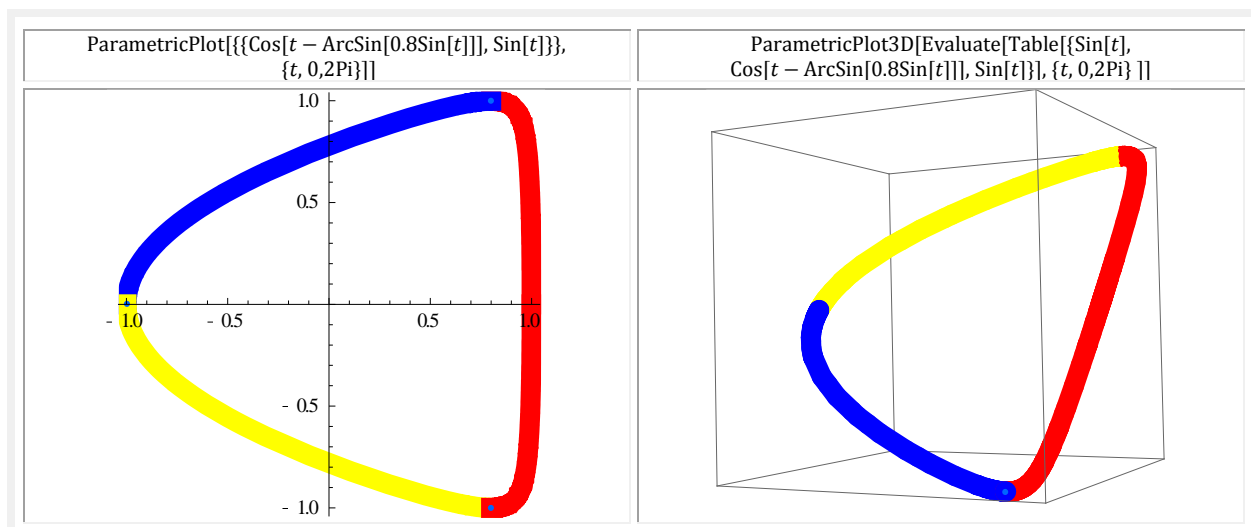 ParametricPlot[{{Cos[t − ArcSin[0.8Sin[t]]], Sin[t]}},
{t, 0,2Pi}]]
ParametricPlot3D[Evaluate[Table[{Sin[t],
Cos[t − ArcSin[0.8Sin[t]]], Sin[t]}], {t, 0,2Pi} ]]
1.0
0.5
- 1.0
- 0.5
0.5
1.0
- 0.5
- 1.0